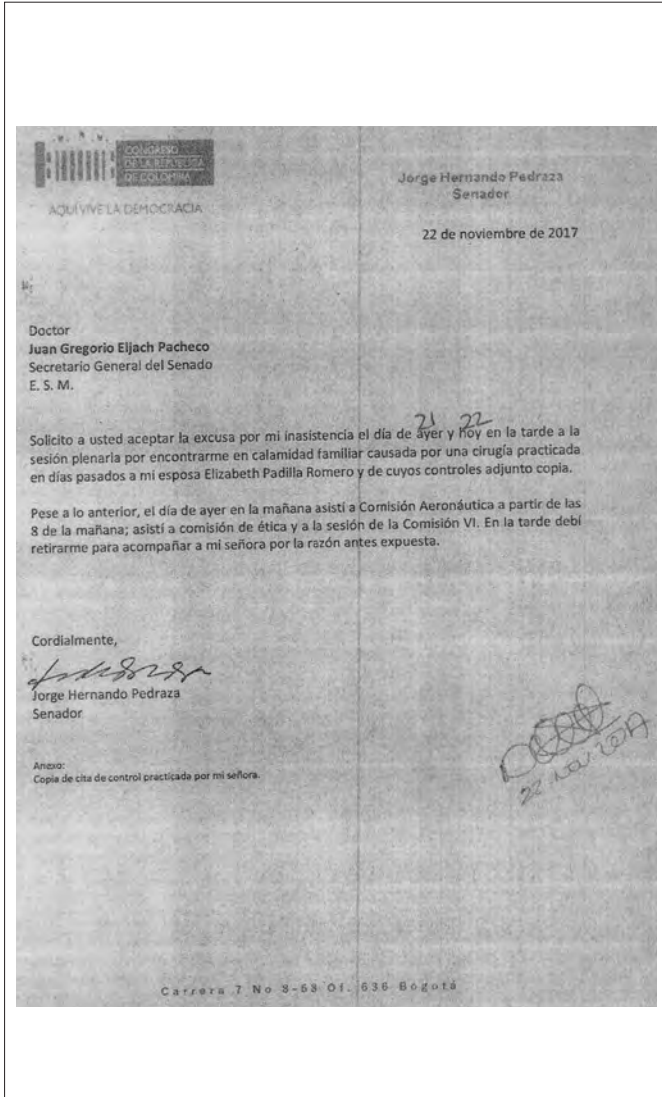 CONGRESO
DE LA REPÚBLICA
DE COLOMBIA
AQUÍ VIVE LA DEMOCRACIA
Jorge Hernando Pedraza
Senador
22 de noviembre de 2017
Doctor
Juan Gregorio Eljach Pacheco
Secretario General del Senado
E. S. M.
21 22
Solicito a usted aceptar la excusa por mi inasistencia el día de ayer y hoy en la tarde a la
sesión plenaria por encontrarme en calamidad familiar causada por una cirugía practicada
en días pasados a mi esposa Elizabeth Padilla Romero y de cuyos controles adjunto copia.
Pese a lo anterior, el día de ayer en la mañana asistí a Comisión Aeronáutica a partir de las
8 de la mañana; asistí a comisión de ética y a la sesión de la Comisión VI. En la tarde debí
retirarme para acompañar a mi señora por la razón antes expuesta.
Cordialmente,
Jorge Hernando Pedraza
Senador
Anexo:
Copia de cita de control practicada por mi señora.
22 NOV. 2017
Carrera 7 No 8-68 Of. 636 Bogotá